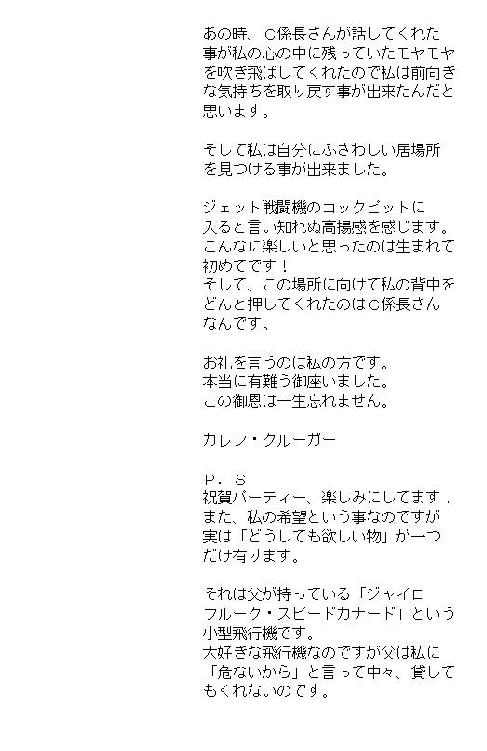 あの時、Ｃ係長さんが話してくれた
事が私の心の中に残っていたモヤモヤ
を吹き飛ばしてくれたので私は前向き
な気持ちを取り戻す事が出来たんだと
思います。
そして私は自分にふさわしい居場所
を見つける事が出来ました。
ジェット戦闘機のコックピットに
入ると言い知れぬ高揚感を感じます。
こんなに楽しいと思ったのは生まれて
初めてです！
そして、この場所に向けて私の背中を
どんと押してくれたのはＣ係長さん
なんです、
お礼を言うのは私の方です。
本当に有難う御座いました。
この御恩は一生忘れません。
カレン・クルーガー
Ｐ．Ｓ
祝賀パーティー、楽しみにしてます．
また、私の希望という事なのですが
実は「どうしても欲しい物」が一つ
だけ有ります。
それは父が持っている「ジャイロ
フルーク・スピードカナード」という
小型飛行機です。
大好きな飛行機なのですが父は私に
「危ないから」と言って中々、貸して
もくれないのです。